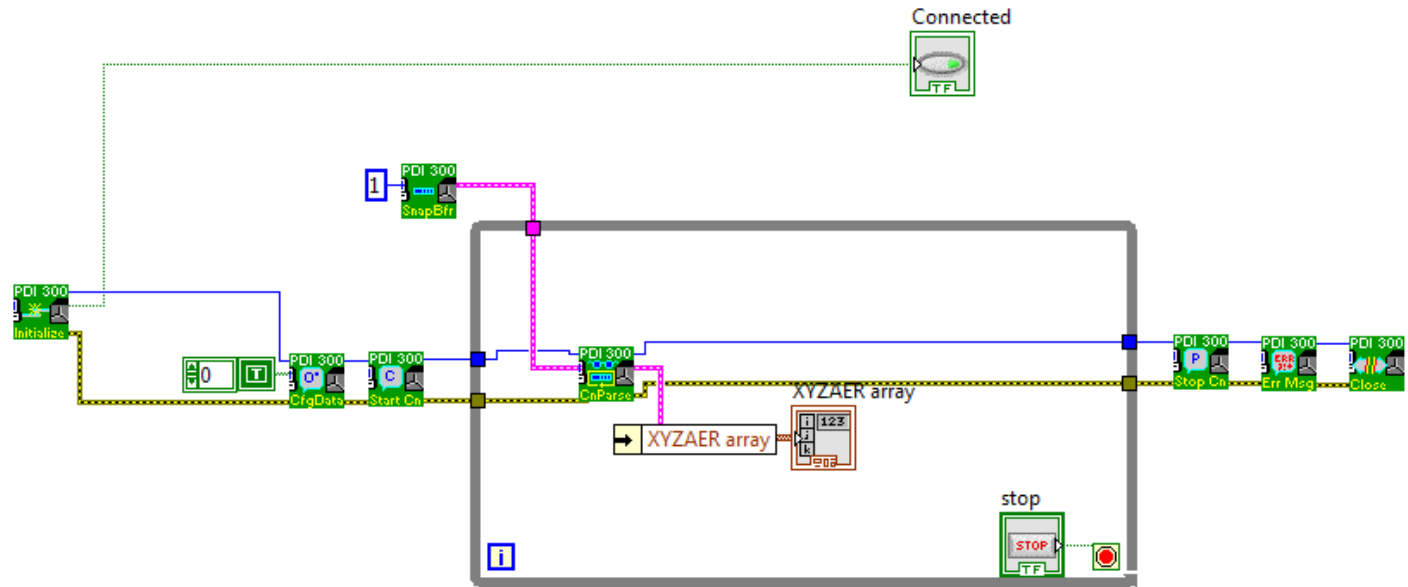 Connected
TF
PDI 300
1
SnapBfr
PDI 300
Initialize
0
T
PDI 300
O
CfgData
PDI 300
C
Start Cn
PDI 300
CnParse
XYZAER array
XYZAER array
i
j
k
123
PDI 300
P
Stop Cn
PDI 300
ERR
?!+
Err Msg
PDI 300
Close
stop
STOP
TF
i